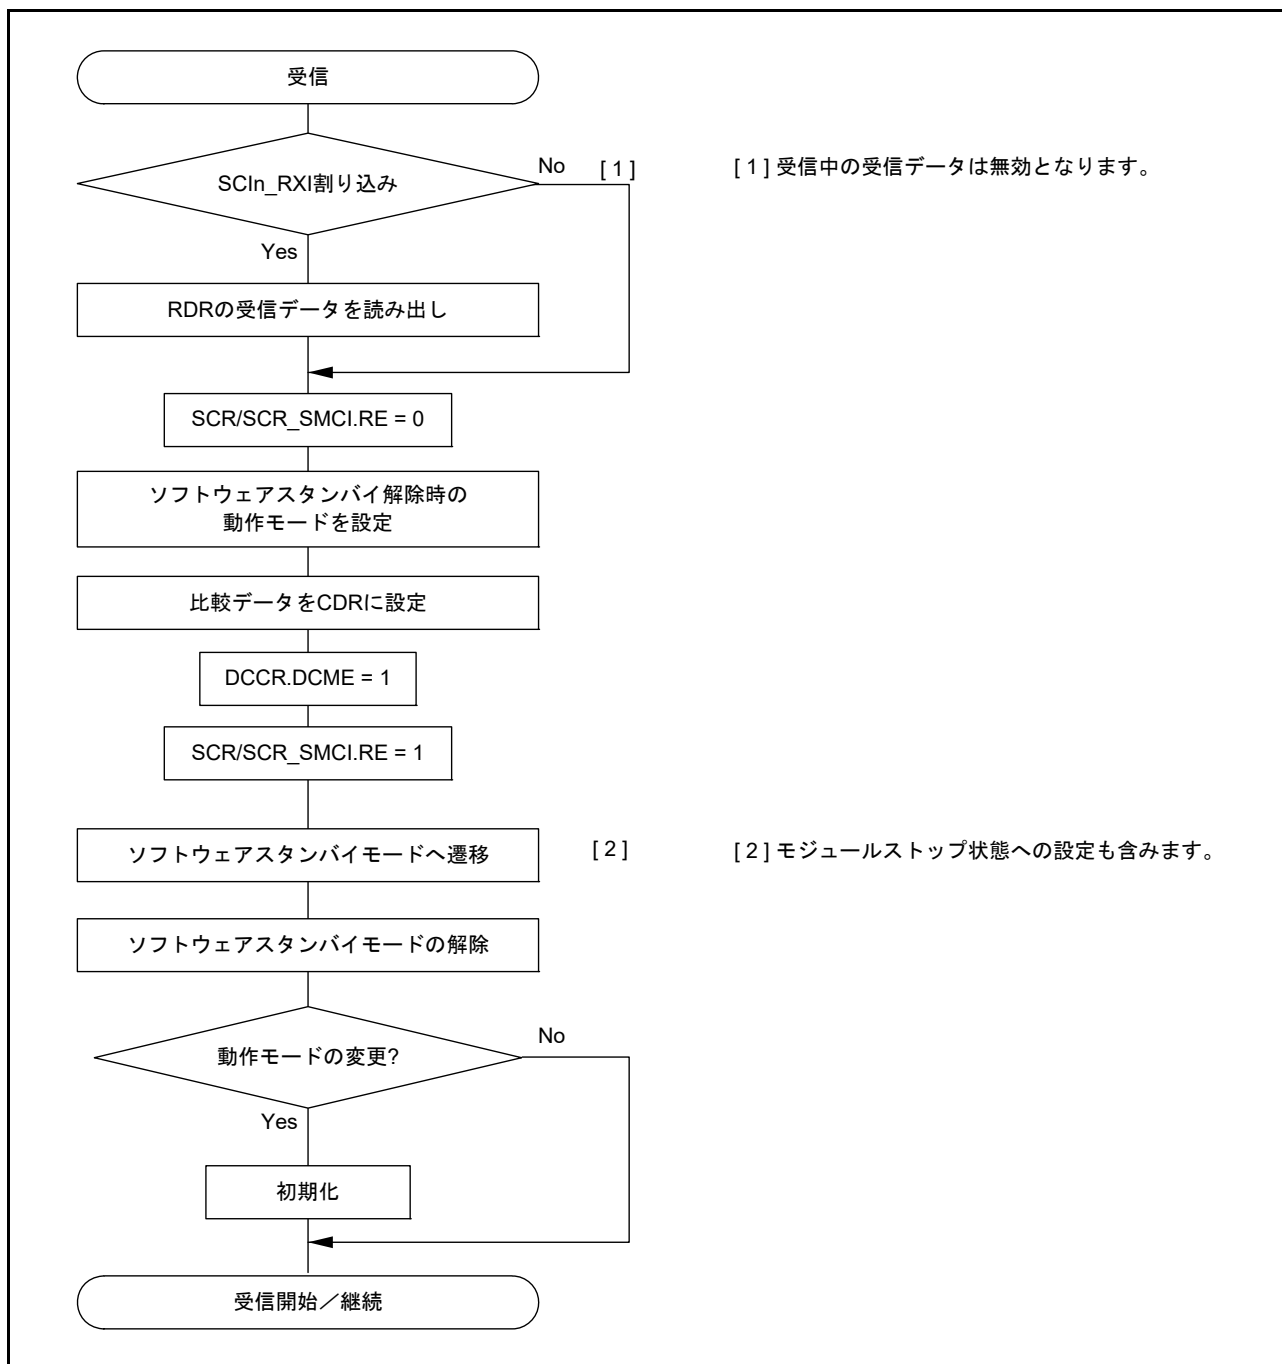 受信
SCIn_RXI割り込み
No
[ 1 ]
[ 1 ] 受信中の受信データは無効となります。
Yes
RDRの受信データを読み出し
SCR/SCR_SMCI.RE = 0
ソフトウェアスタンバイ解除時の
動作モードを設定
比較データをCDRに設定
DCCR.DCME = 1
SCR/SCR_SMCI.RE = 1
ソフトウェアスタンバイモードへ遷移
[ 2 ]
[ 2 ] モジュールストップ状態への設定も含みます。
ソフトウェアスタンバイモードの解除
動作モードの変更?
No
Yes
初期化
受信開始／継続